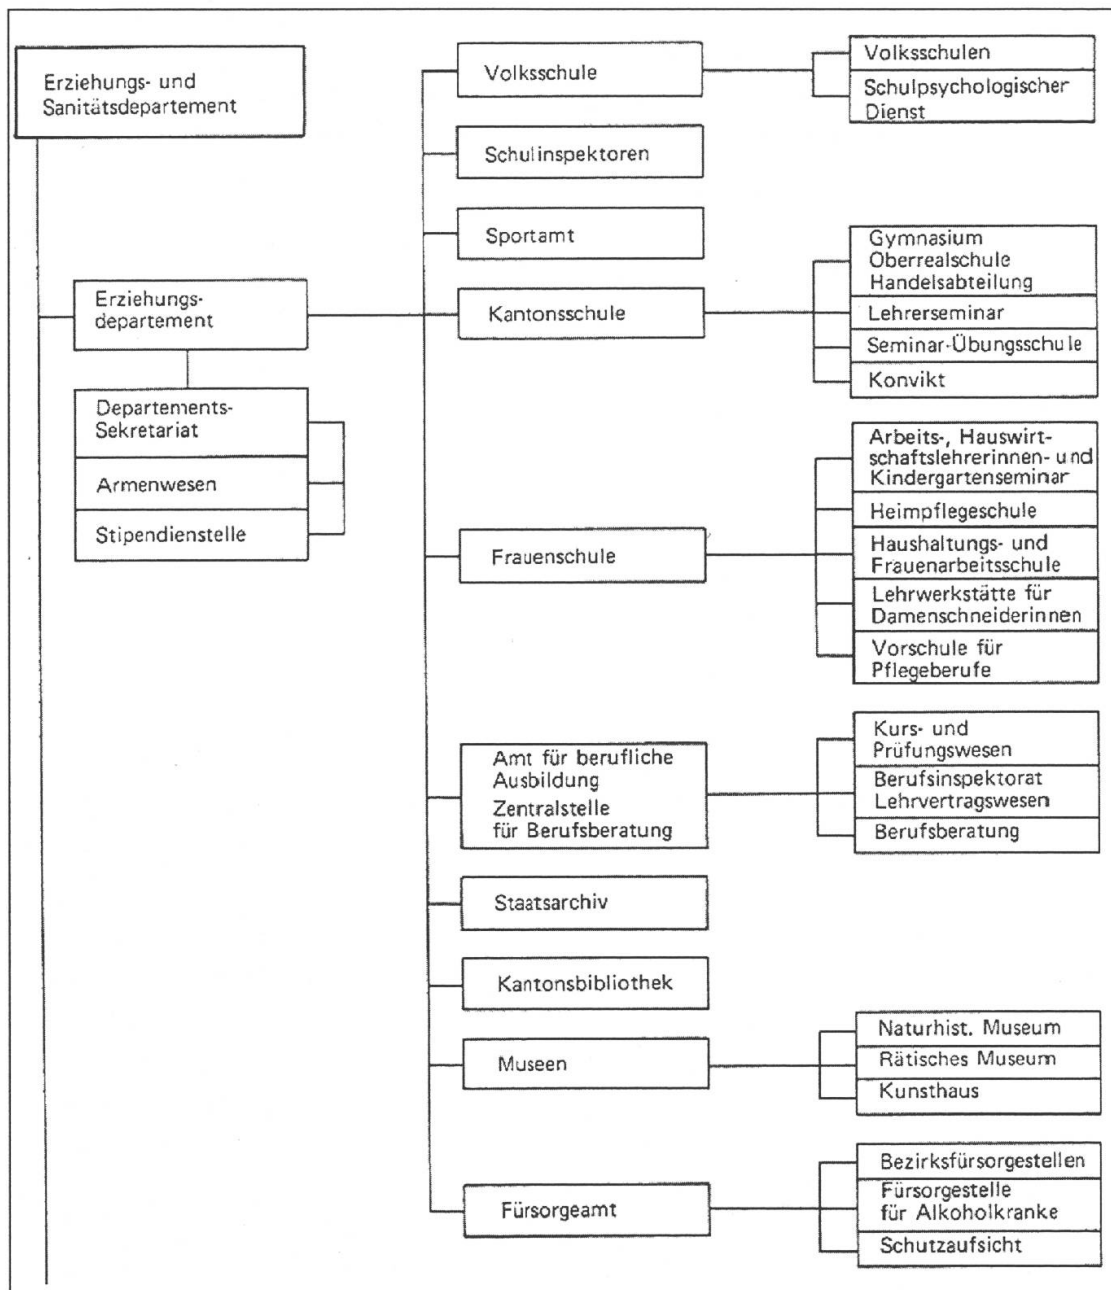 Erziehungs- und
Sanitätsdepartement
Erziehungs-
departement
Departements-
Sekretariat
Armenwesen
Stipendienstelle
Volksschule
Volksschulen
Schulpsychologischer
Dienst
Schulinspektoren
Sportamt
Kantonsschule
Gymnasium
Oberrealschule
Handelsabteilung
Lehrerseminar
Seminar-Übungsschule
Konvikt
Frauenschule
Arbeits-, Hauswirt-
schaftslehrerinnen- und
Kindergartenseminar
Heimpflegeschule
Haushaltungs- und
Frauenarbeitsschule
Lehrwerkstätte für
Damenschneiderinnen
Vorschule für
Pflegeberufe
Amt für berufliche
Ausbildung
Zentralstelle
für Berufsberatung
Kurs- und
Prüfungswesen
Berufsinspektorat
Lehrvertragswesen
Berufsberatung
Staatsarchiv
Kantonsbibliothek
Museen
Naturhist. Museum
Rätisches Museum
Kunsthaus
Fürsorgeamt
Bezirksfürsorgestellen
Fürsorgestelle
für Alkoholkranke
Schutzaufsicht